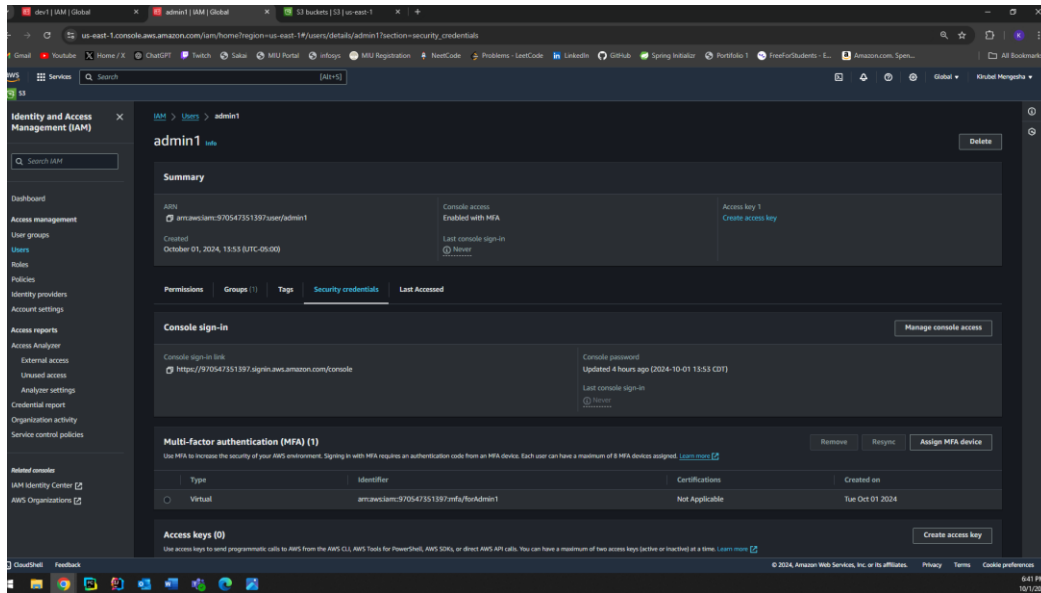 dev1 | IAM | Global
admin1 | IAM | Global
S3 buckets | S3 | us-east-1
us-east-1.console.aws.amazon.com/iam/home?region=us-east-1#/users/details/admin1?section=security_credentials
Gmail Youtube Home / X ChatGPT Twitch Sakai MIU Portal infosys MIU Registration NeetCode Problems - LeetCode LinkedIn GitHub Spring Initializr Portfolio 1 FreeForStudents - E... Amazon.com. Spen... All Bookmarks
aws Services Search [Alt+S] Global Kirubel Mengesha
S3
Identity and Access Management (IAM)
Search IAM
Dashboard
Access management
User groups
Users
Roles
Policies
Identity providers
Account settings
Access reports
Access Analyzer
External access
Unused access
Analyzer settings
Credential report
Organization activity
Service control policies
Related consoles
IAM Identity Center
AWS Organizations
IAM > Users > admin1
admin1 Info
Delete
Summary
ARN
arn:aws:iam::970547351397:user/admin1
Console access
Enabled with MFA
Access key 1
Create access key
Created
October 01, 2024, 13:53 (UTC-05:00)
Last console sign-in
Never
Permissions Groups (1) Tags Security credentials Last Accessed
Console sign-in
Manage console access
Console sign-in link
https://970547351397.signin.aws.amazon.com/console
Console password
Updated 4 hours ago (2024-10-01 13:53 CDT)
Last console sign-in
Never
Multi-factor authentication (MFA) (1)
Remove Resync Assign MFA device
Use MFA to increase the security of your AWS environment. Signing in with MFA requires an authentication code from an MFA device. Each user can have a maximum of 8 MFA devices assigned. Learn more
Type Identifier Certifications Created on
Virtual arn:aws:iam::970547351397:mfa/forAdmin1 Not Applicable Tue Oct 01 2024
Access keys (0)
Create access key
Use access keys to send programmatic calls to AWS from the AWS CLI, AWS Tools for PowerShell, AWS SDKs, or direct AWS API calls. You can have a maximum of two access keys (active or inactive) at a time. Learn more
CloudShell Feedback © 2024, Amazon Web Services, Inc. or its affiliates. Privacy Terms Cookie preferences
6:41 PM